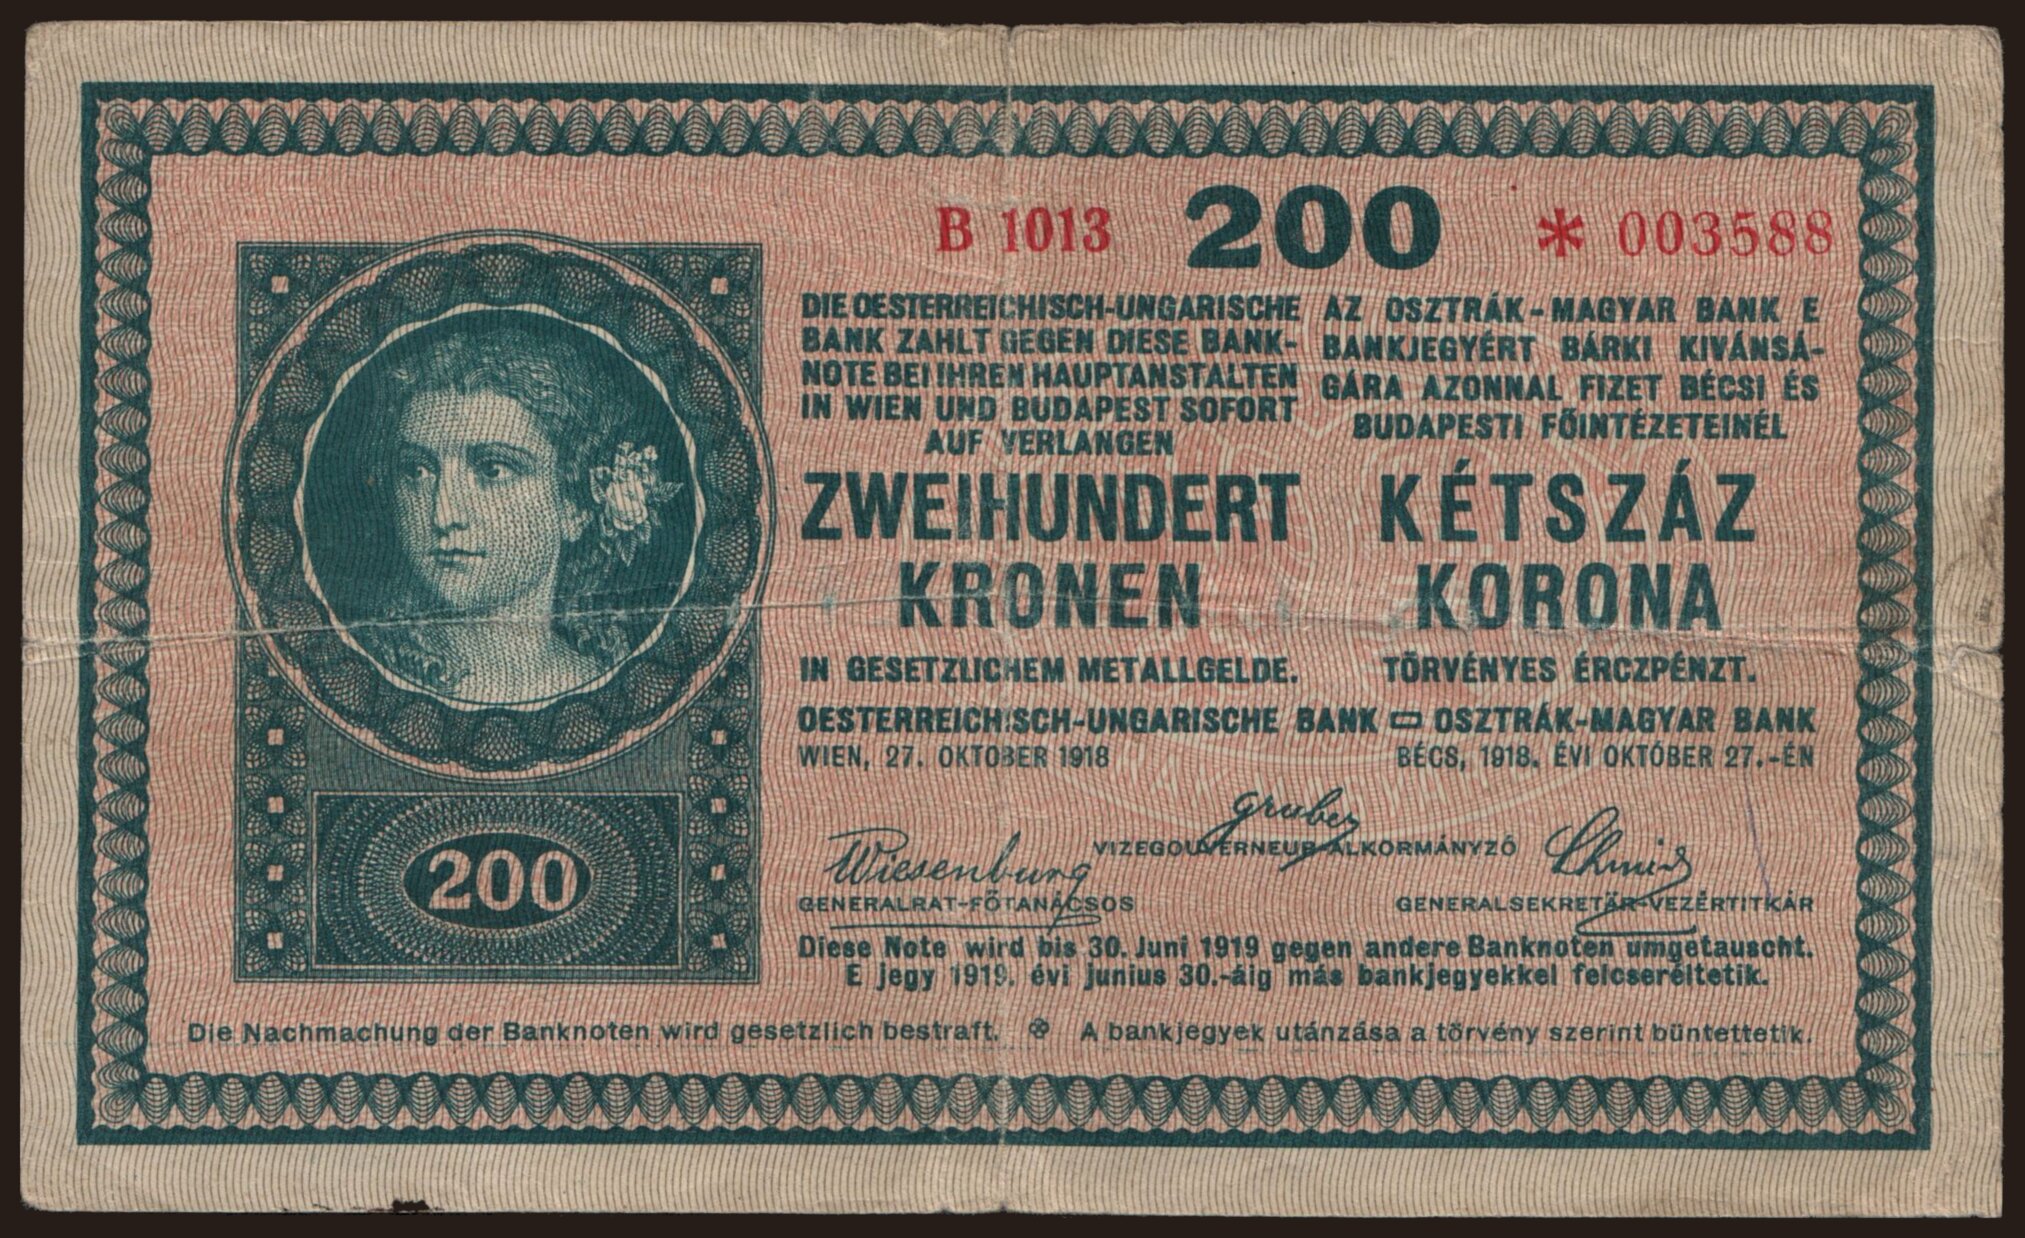 B 1013 200 * 003588
DIE OESTERREICHISCH-UNGARISCHE
BANK ZAHLT GEGEN DIESE BANK-
NOTE BEI IHREN HAUPTANSTALTEN
IN WIEN UND BUDAPEST SOFORT
AUF VERLANGEN
ZWEIHUNDERT
KRONEN
IN GESETZLICHEM METALLGELDE.
AZ OSZTRÁK-MAGYAR BANK E
BANKJEGYÉRT BÁRKI KIVÁNSÁ-
GÁRA AZONNAL FIZET BÉCSI ÉS
BUDAPESTI FŐINTÉZETEINÉL
KÉTSZÁZ
KORONA
TÖRVÉNYES ÉRCZPÉNZT.
OESTERREICHISCH-UNGARISCHE BANK OSZTRÁK-MAGYAR BANK
WIEN, 27. OKTOBER 1918 BÉCS, 1918. ÉVI OKTÓBER 27.-ÉN
Gruber
VIZEGOUVERNEUR-ALKORMÁNYZÓ
Wiesenburg
GENERALRAT-FŐTANÁCSOS
Schmid
GENERALSEKRETÄR-VEZÉRTITKÁR
Diese Note wird bis 30. Juni 1919 gegen andere Banknoten umgetauscht.
E jegy 1919. évi junius 30.-áig más bankjegyekkel felcseréltetik.
200
Die Nachmachung der Banknoten wird gesetzlich bestraft. A bankjegyek utánzása a törvény szerint büntettetik.